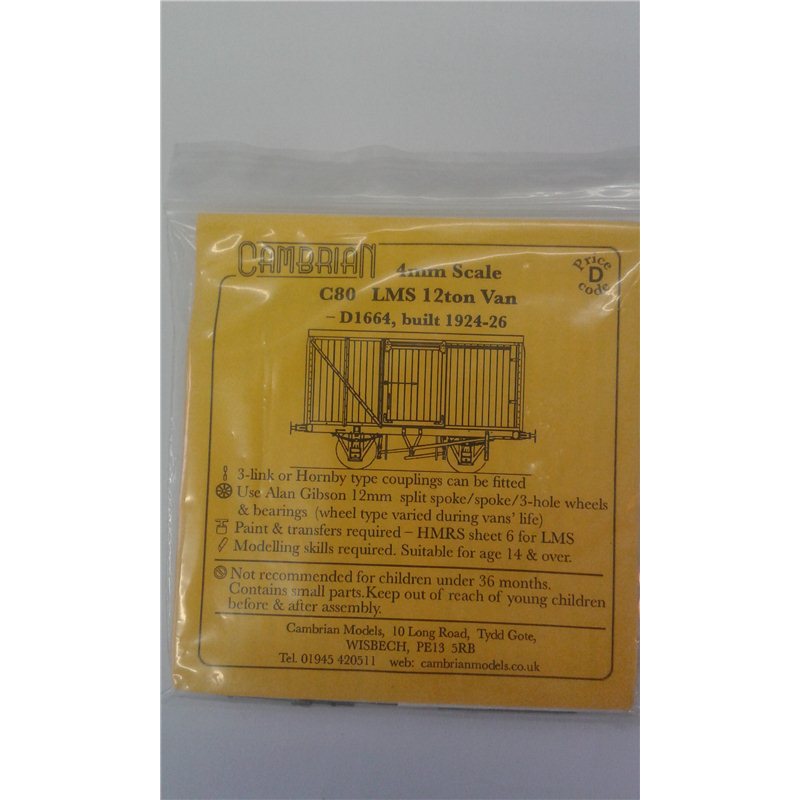 CAMBRIAN
4mm Scale
Price
D
code
C80 LMS 12ton Van
– D1664, built 1924-26
3-link or Hornby type couplings can be fitted
Use Alan Gibson 12mm split spoke/spoke/3-hole wheels
& bearings (wheel type varied during vans' life)
Paint & transfers required – HMRS sheet 6 for LMS
Modelling skills required. Suitable for age 14 & over.
Not recommended for children under 36 months.
Contains small parts.Keep out of reach of young children
before & after assembly.
Cambrian Models, 10 Long Road, Tydd Gote,
WISBECH, PE13 5RB
Tel. 01945 420511 web: cambrianmodels.co.uk